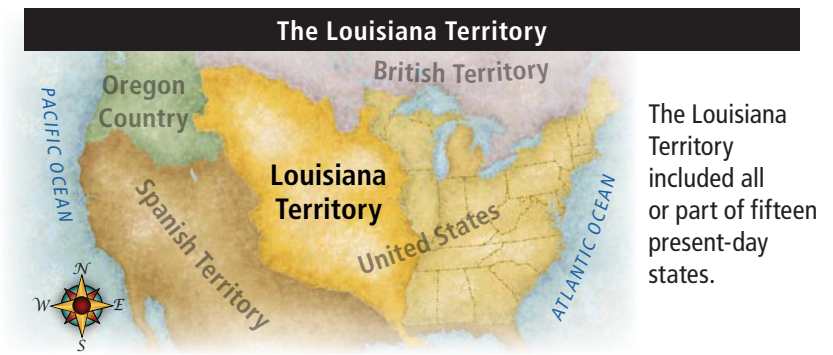 The Louisiana Territory
British Territory
Oregon
Country
PACIFIC OCEAN
Louisiana
Territory
Spanish Territory
United States
ATLANTIC OCEAN
N
W
E
S
The Louisiana
Territory
included all
or part of fifteen
present-day
states.